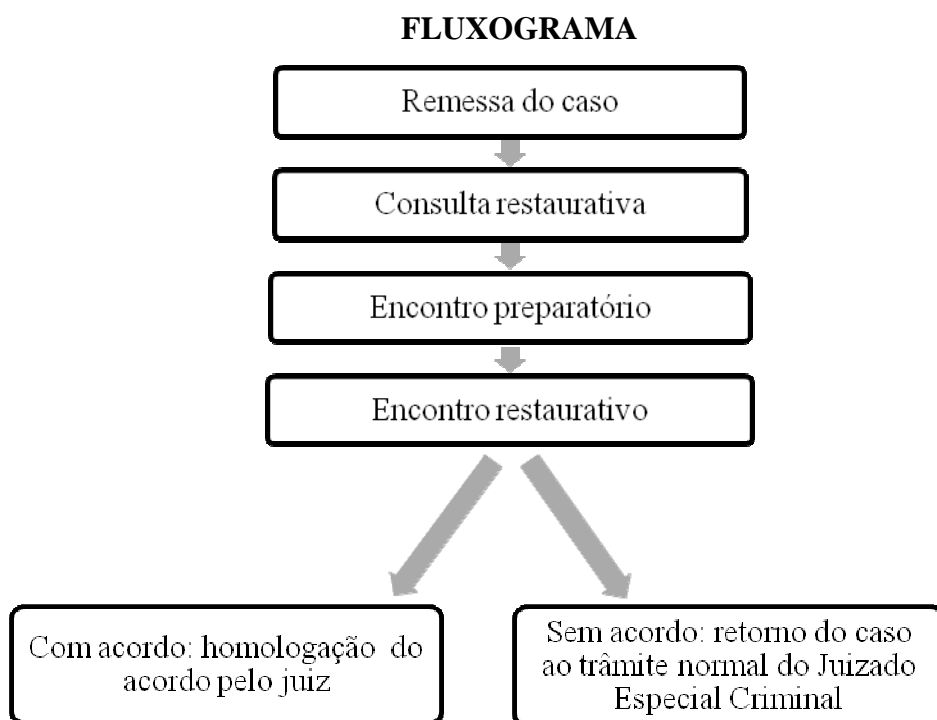 FLUXOGRAMA
Remessa do caso
Consulta restaurativa
Encontro preparatório
Encontro restaurativo
Com acordo: homologação do
acordo pelo juiz
Sem acordo: retorno do caso
ao trâmite normal do Juizado
Especial Criminal